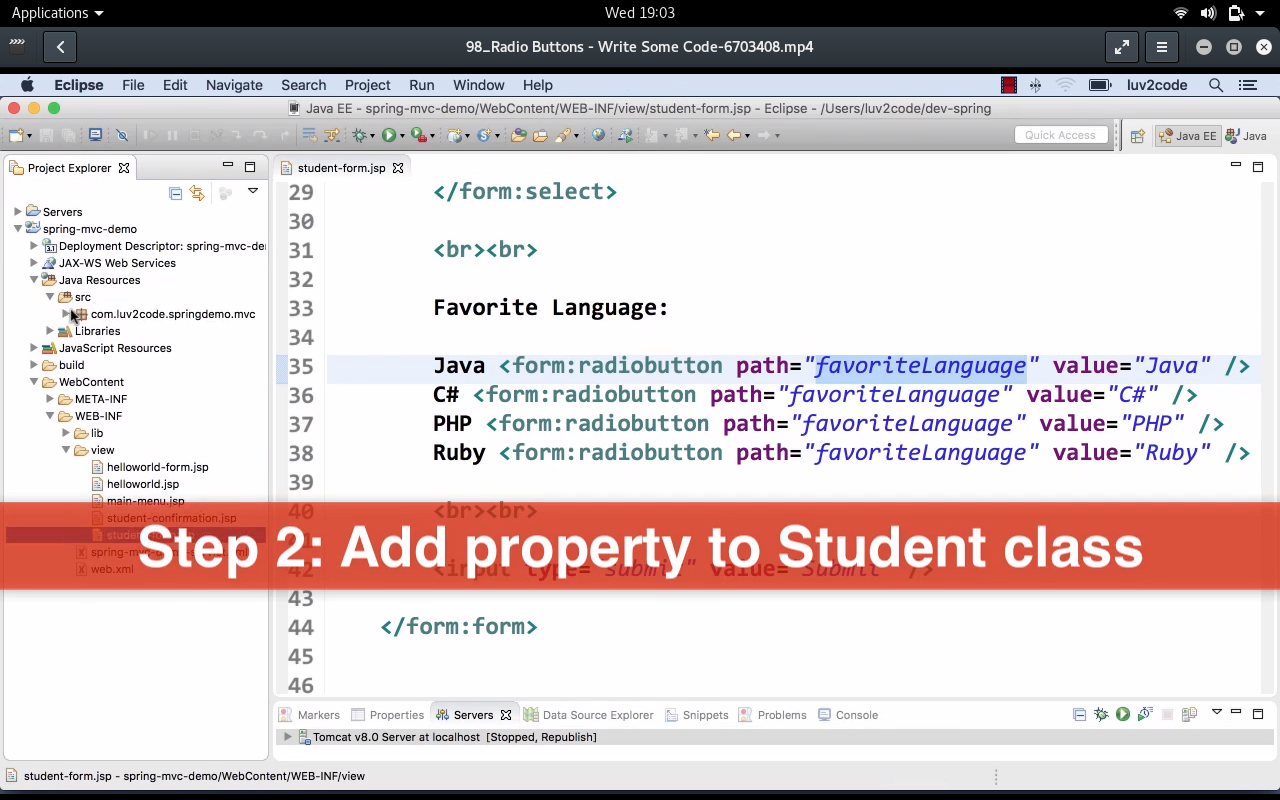 Applications
Wed 19:03
98_Radio Buttons - Write Some Code-6703408.mp4
Eclipse File Edit Navigate Search Project Run Window Help
luv2code
Java EE - spring-mvc-demo/WebContent/WEB-INF/view/student-form.jsp - Eclipse - /Users/luv2code/dev-spring
Quick Access
Java EE
Java
Project Explorer
Servers
spring-mvc-demo
Deployment Descriptor: spring-mvc-de
JAX-WS Web Services
Java Resources
src
com.luv2code.springdemo.mvc
Libraries
JavaScript Resources
build
WebContent
META-INF
WEB-INF
lib
view
helloworld-form.jsp
helloworld.jsp
main-menu.jsp
student-confirmation.jsp
web.xml
student-form.jsp
29 </form:select>
30
31 <br><br>
32
33 Favorite Language:
34
35 Java <form:radiobutton path="favoriteLanguage" value="Java" />
36 C# <form:radiobutton path="favoriteLanguage" value="C#" />
37 PHP <form:radiobutton path="favoriteLanguage" value="PHP" />
38 Ruby <form:radiobutton path="favoriteLanguage" value="Ruby" />
39
40 <br><br>
Step 2: Add property to Student class
42 <input type="submit" value="Submit" />
43
44 </form:form>
45
46
Markers Properties Servers Data Source Explorer Snippets Problems Console
Tomcat v8.0 Server at localhost [Stopped, Republish]
student-form.jsp - spring-mvc-demo/WebContent/WEB-INF/view